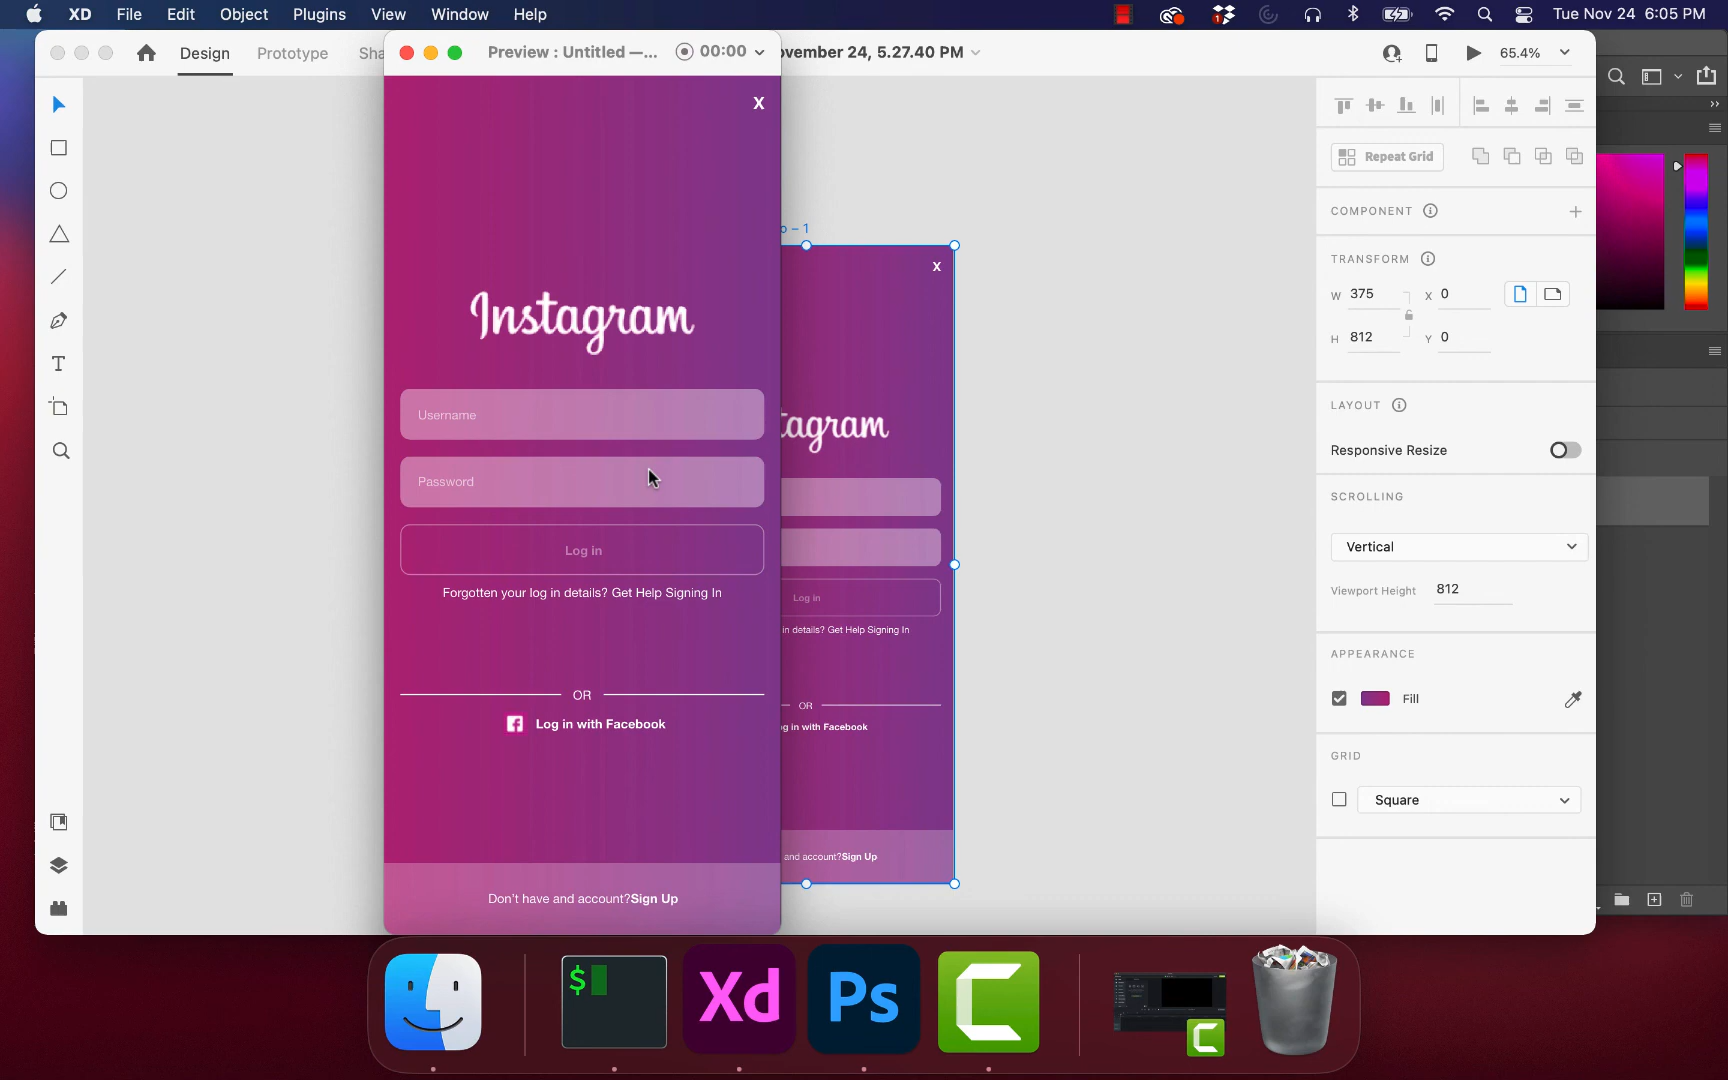 XD File Edit Object Plugins View Window Help
1
Tue Nov 24 6:05 PM
Design Prototype Sha
Preview : Untitled —... 00:00
ovember 24, 5.27.40 PM
65.4%
X
Instagram
Username
Password
Log in
Forgotten your log in details? Get Help Signing In
OR
Log in with Facebook
Don't have and account?Sign Up
o – 1
X
tagram
Log in
in details? Get Help Signing In
OR
og in with Facebook
and account?Sign Up
T
Repeat Grid
COMPONENT
TRANSFORM
W 375 X 0
H 812 Y 0
LAYOUT
Responsive Resize
SCROLLING
Vertical
Viewport Height 812
APPEARANCE
Fill
GRID
Square
$ Xd Ps C
C